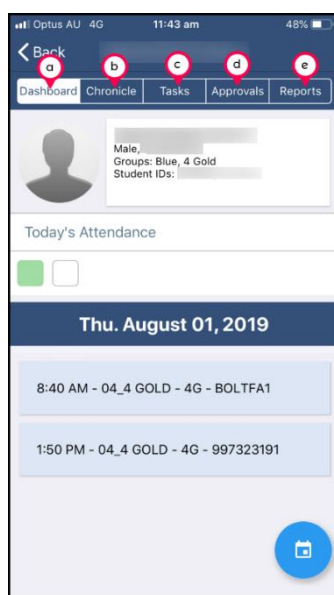 Optus AU 4G 11:43 am 48%
Back
a b c d e
Dashboard Chronicle Tasks Approvals Reports
Male,
Groups: Blue, 4 Gold
Student IDs:
Today's Attendance
Thu. August 01, 2019
8:40 AM - 04_4 GOLD - 4G - BOLTFA1
1:50 PM - 04_4 GOLD - 4G - 997323191